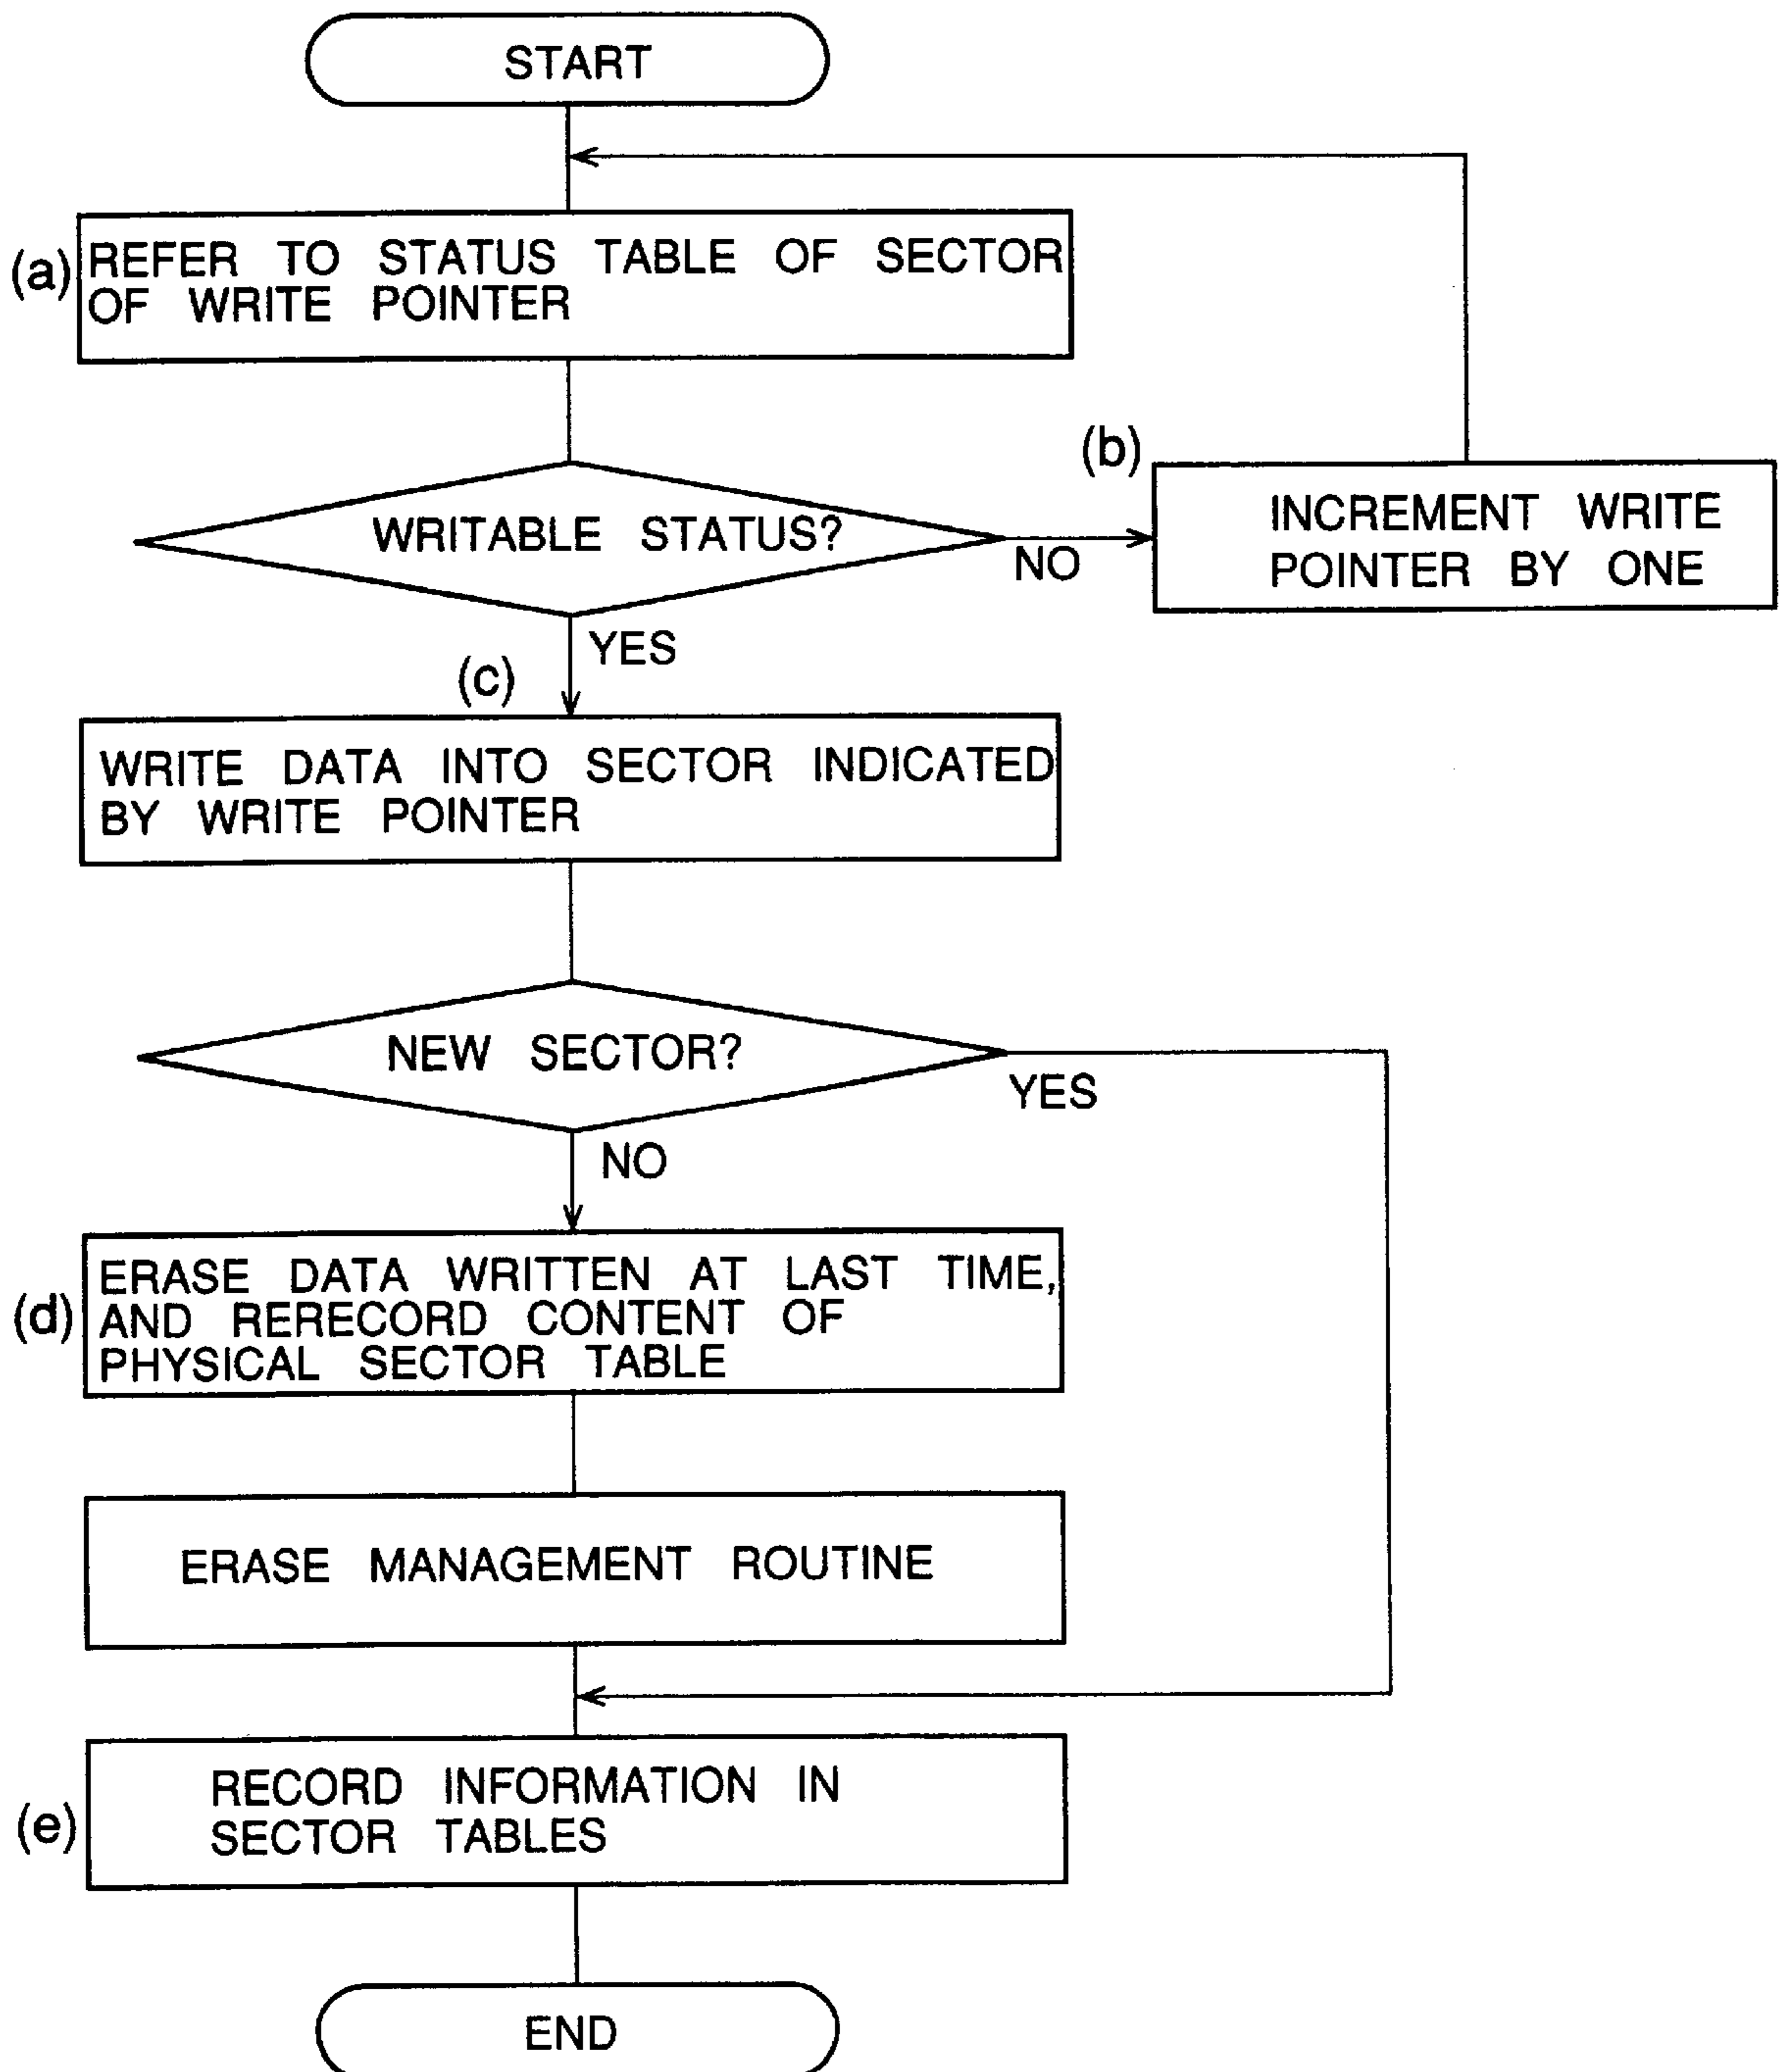 START
(a)
REFER TO STATUS TABLE OF SECTOR
OF WRITE POINTER
WRITABLE STATUS?
NO
(b)
INCREMENT WRITE
POINTER BY ONE
YES
(c)
WRITE DATA INTO SECTOR INDICATED
BY WRITE POINTER
NEW SECTOR?
YES
NO
(d)
ERASE DATA WRITTEN AT LAST TIME,
AND RERECORD CONTENT OF
PHYSICAL SECTOR TABLE
ERASE MANAGEMENT ROUTINE
(e)
RECORD INFORMATION IN
SECTOR TABLES
END